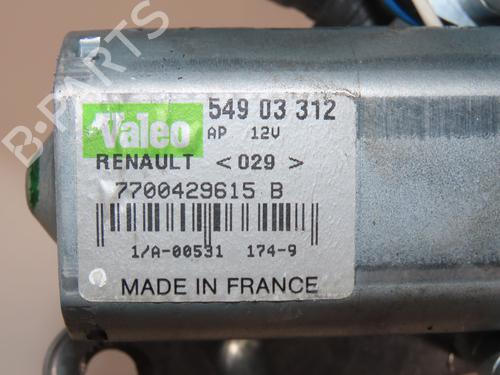 Valeo
549 03 312
AP 12V
RENAULT <029>
7700429615 B
1/A-00531 174-9
MADE IN FRANCE
B-PARTS